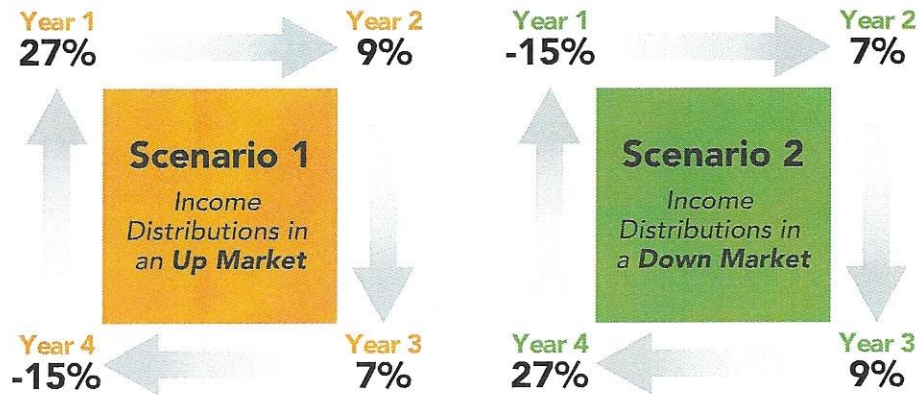 Year 1
27%
Year 2
9%
Scenario 1
Income
Distributions in
an Up Market
Year 4
-15%
Year 3
7%
Year 1
-15%
Year 2
7%
Scenario 2
Income
Distributions in
a Down Market
Year 4
27%
Year 3
9%